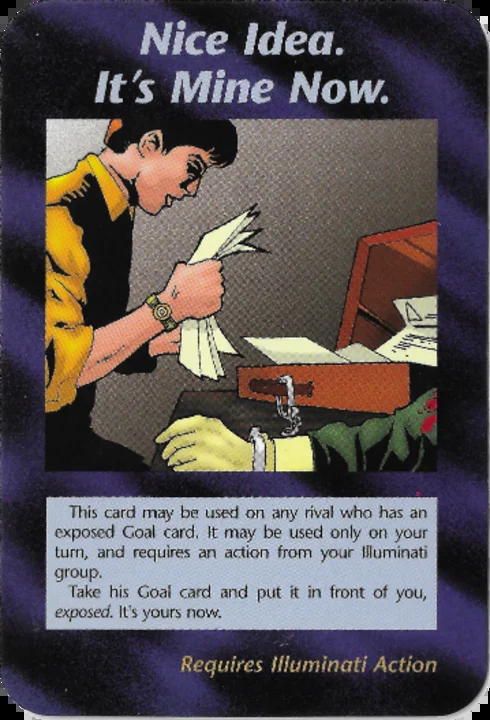 Nice Idea.
It's Mine Now.
This card may be used on any rival who has an
exposed Goal card. It may be used only on your
turn, and requires an action from your Illuminati
group.
Take his Goal card and put it in front of you,
exposed. It's yours now.
Requires Illuminati Action